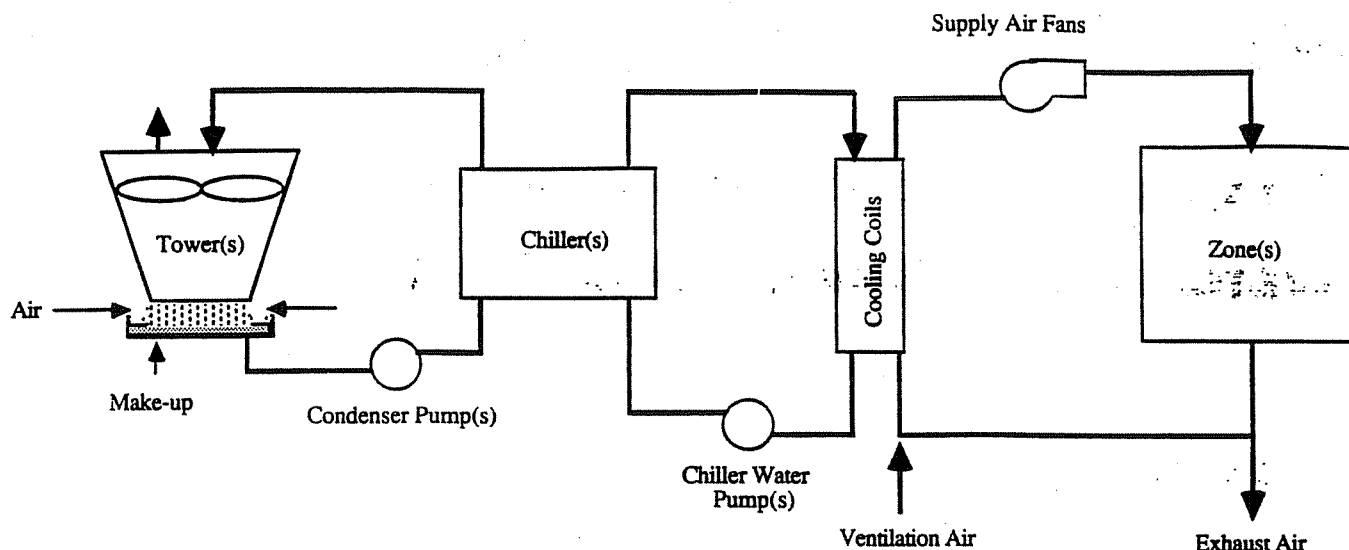 Supply Air Fans
Tower(s)
Chiller(s)
Cooling Coils
Zone(s)
Air
Make-up
Condenser Pump(s)
Chiller Water
Pump(s)
Ventilation Air
Exhaust Air